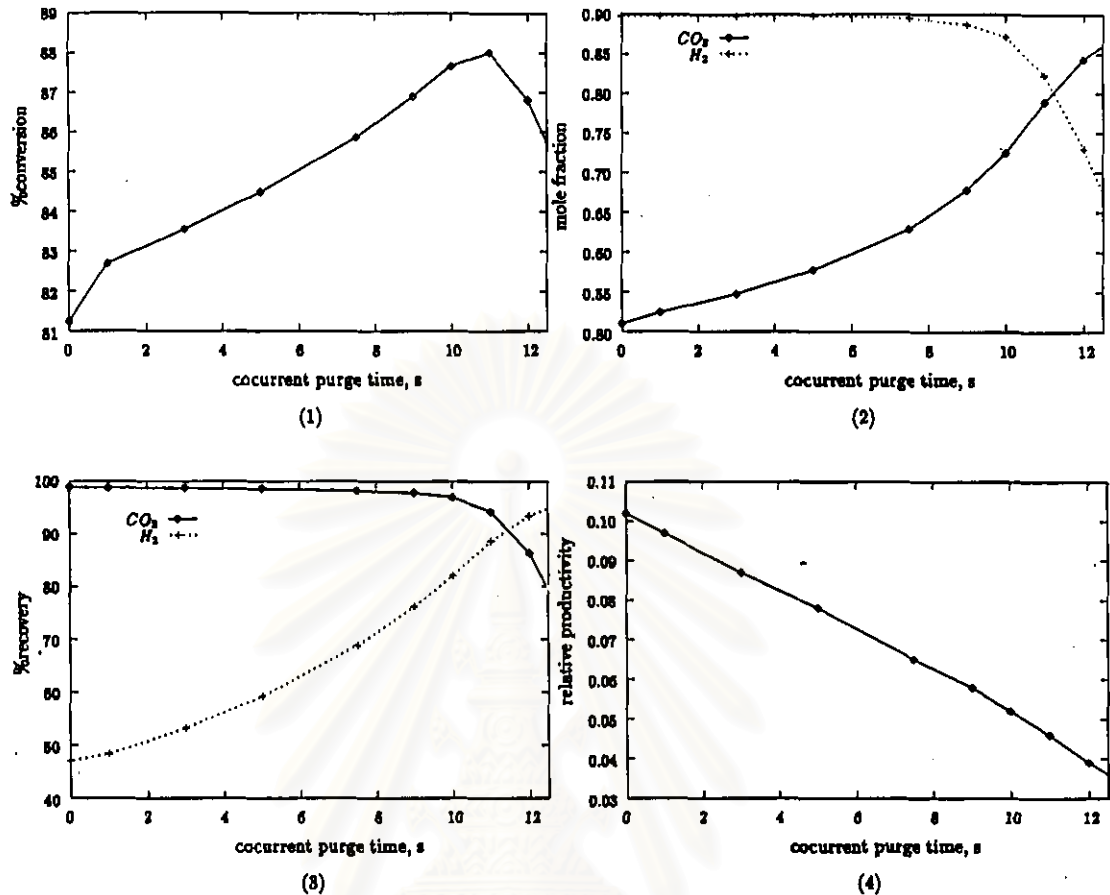 89
88
87
86
85
84
83
82
81
%conversion
0 2 4 6 8 10 12
cocurrent purge time, s
(1)
0.90
0.85
0.80
0.75
0.70
0.65
0.60
0.55
0.50
mole fraction
CO₂
H₂
0 2 4 6 8 10 12
cocurrent purge time, s
(2)
100
90
80
70
60
50
40
%recovery
CO₂
H₂
0 2 4 6 8 10 12
cocurrent purge time, s
(3)
0.11
0.10
0.09
0.08
0.07
0.06
0.05
0.04
0.03
relative productivity
0 2 4 6 8 10 12
cocurrent purge time, s
(4)